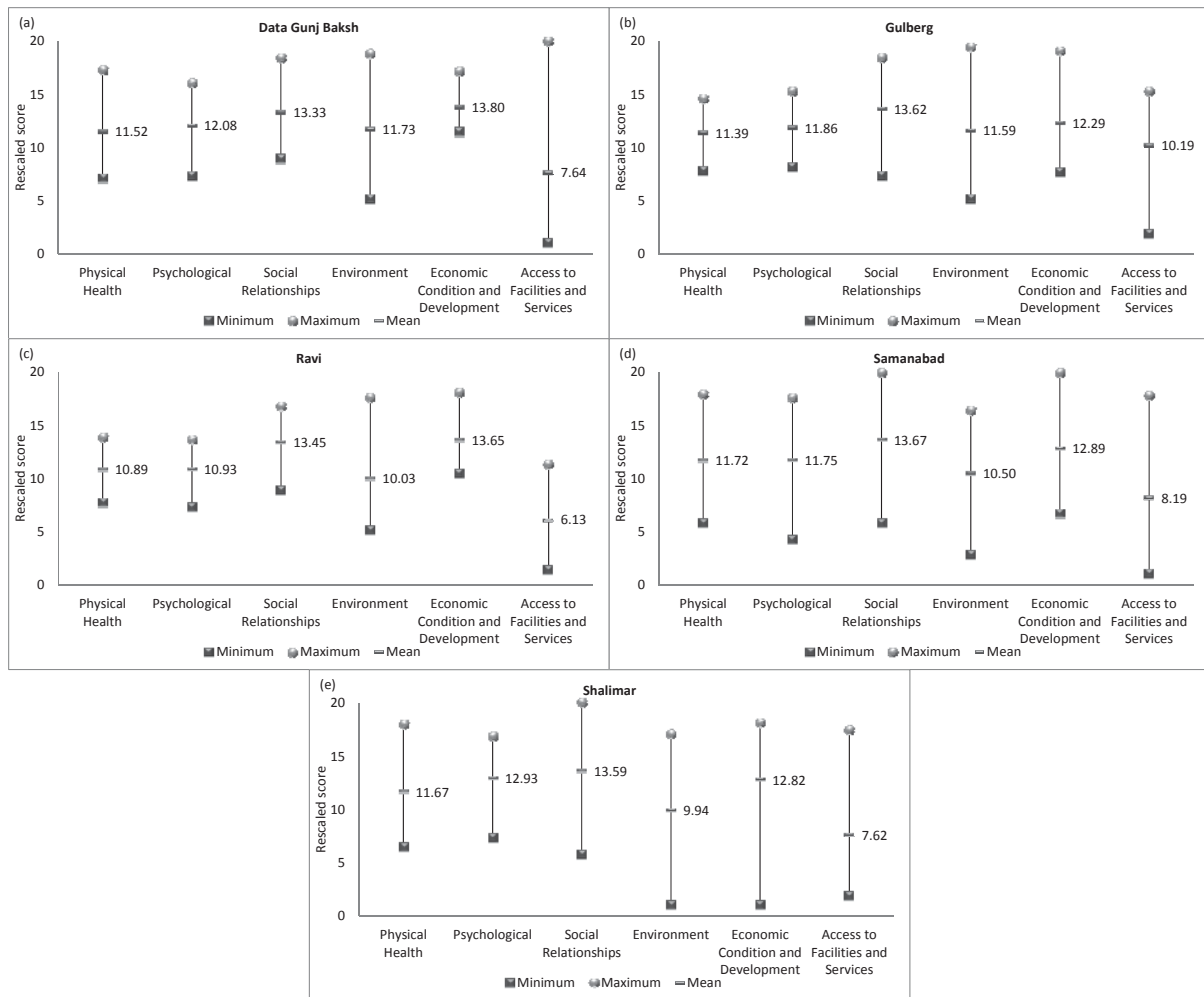 (a)
Data Gunj Baksh
Rescaled score
20
15
10
5
0
11.52
12.08
13.33
11.73
13.80
7.64
Physical
Health
Psychological
Social
Relationships
Environment
Economic
Condition and
Development
Access to
Facilities and
Services
Minimum
Maximum
Mean
(b)
Gulberg
Rescaled score
20
15
10
5
0
11.39
11.86
13.62
11.59
12.29
10.19
Physical
Health
Psychological
Social
Relationships
Environment
Economic
Condition and
Development
Access to
Facilities and
Services
Minimum
Maximum
Mean
(c)
Ravi
Rescaled score
20
15
10
5
0
10.89
10.93
13.45
10.03
13.65
6.13
Physical
Health
Psychological
Social
Relationships
Environment
Economic
Condition and
Development
Access to
Facilities and
Services
Minimum
Maximum
Mean
(d)
Samanabad
Rescaled score
20
15
10
5
0
11.72
11.75
13.67
10.50
12.89
8.19
Physical
Health
Psychological
Social
Relationships
Environment
Economic
Condition and
Development
Access to
Facilities and
Services
Minimum
Maximum
Mean
(e)
Shalimar
Rescaled score
20
15
10
5
0
11.67
12.93
13.59
9.94
12.82
7.62
Physical
Health
Psychological
Social
Relationships
Environment
Economic
Condition and
Development
Access to
Facilities and
Services
Minimum
Maximum
Mean